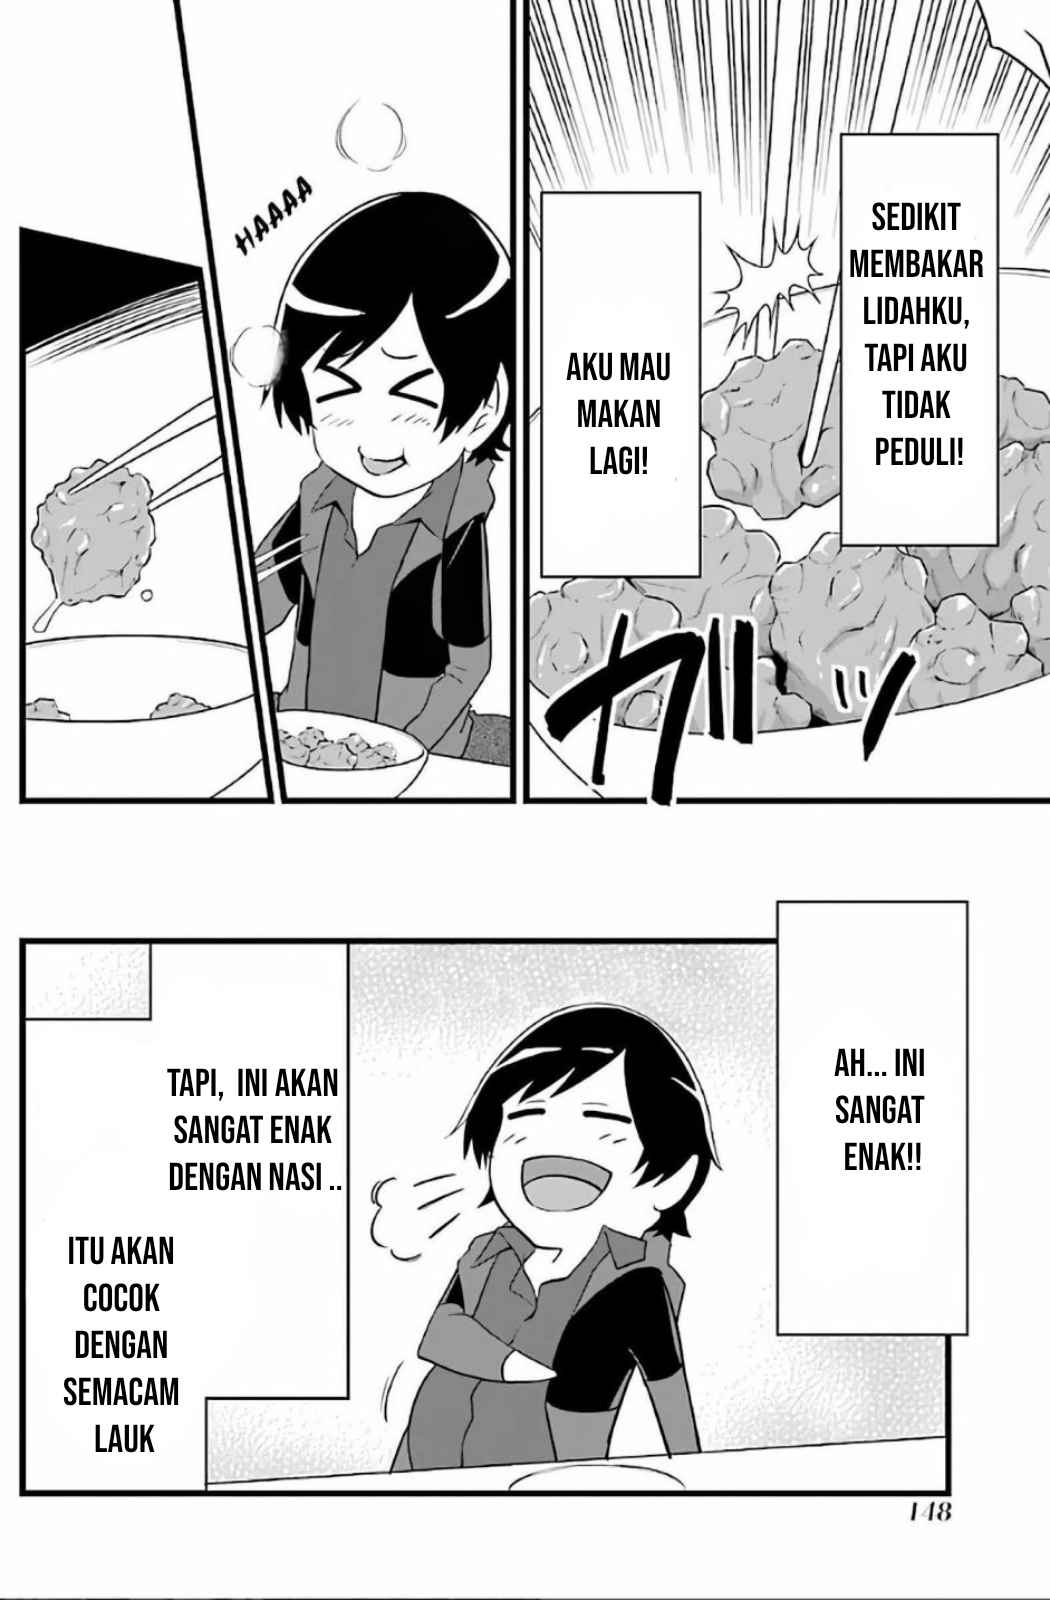 SEDIKIT
MEMBAKAR
LIDAHKU,
TAPI AKU
TIDAK
PEDULI!
AKU MAU
MAKAN
LAGI!
ガッ
HAAAA
AH... INI
SANGAT
ENAK!!
TAPI, INI AKAN
SANGAT ENAK
DENGAN NASI ..
ITU AKAN
COCOK
DENGAN
SEMACAM
LAUK
148